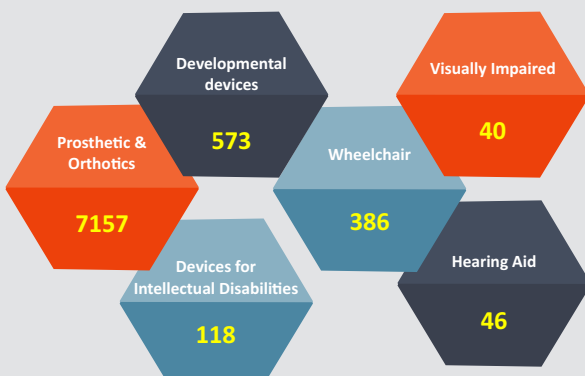 Developmental
devices
573
Visually Impaired
40
Prosthetic &
Orthotics
7157
Wheelchair
386
Devices for
Intellectual Disabilities
118
Hearing Aid
46